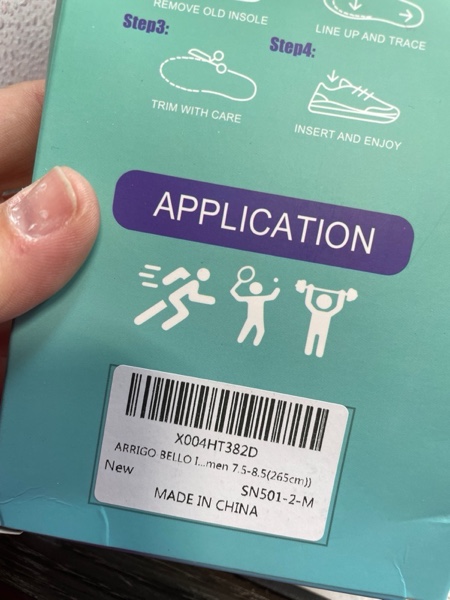 REMOVE OLD INSOLE
LINE UP AND TRACE
Step3:
Step4:
TRIM WITH CARE
INSERT AND ENJOY
APPLICATION
X004HT382D
ARRIGO BELLO I...men 7.5-8.5(265cm))
New
SN501-2-M
MADE IN CHINA